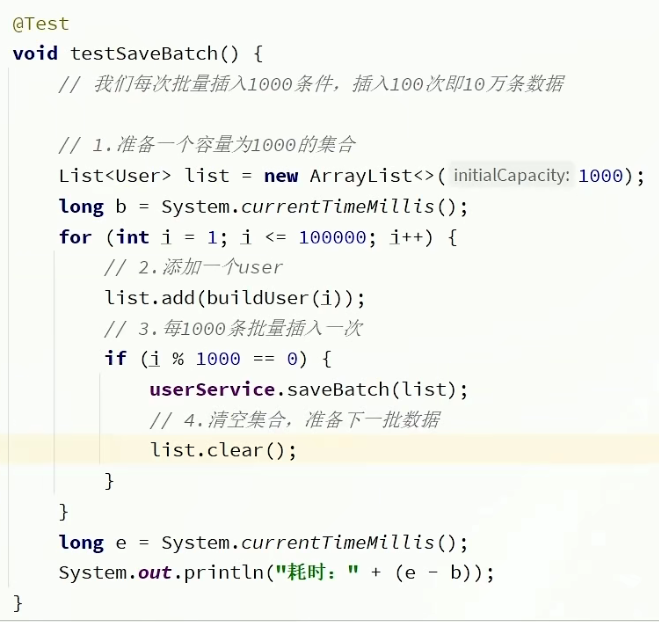 @Test
void testSaveBatch() {
// 我们每次批量插入1000条件，插入100次即10万条数据
// 1.准备一个容量为1000的集合
List<User> list = new ArrayList<>( initialCapacity: 1000);
long b = System.currentTimeMillis();
for (int i = 1; i <= 100000; i++) {
// 2.添加一个user
list.add(buildUser(i));
// 3.每1000条批量插入一次
if (i % 1000 == 0) {
userService.saveBatch(list);
// 4.清空集合，准备下一批数据
list.clear();
}
}
long e = System.currentTimeMillis();
System.out.println("耗时：" + (e - b));
}